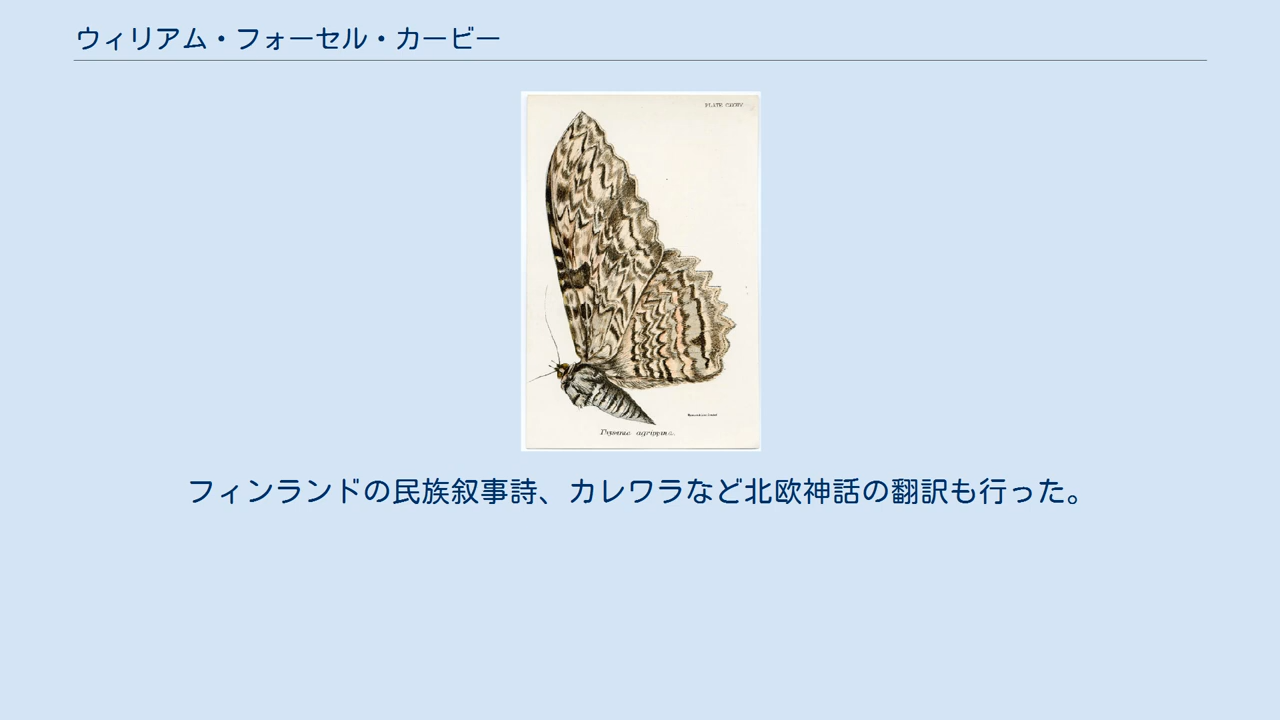 ウィリアム・フォーセル・カービー
フィンランドの民族叙事詩、カレワラなど北欧神話の翻訳も行った。